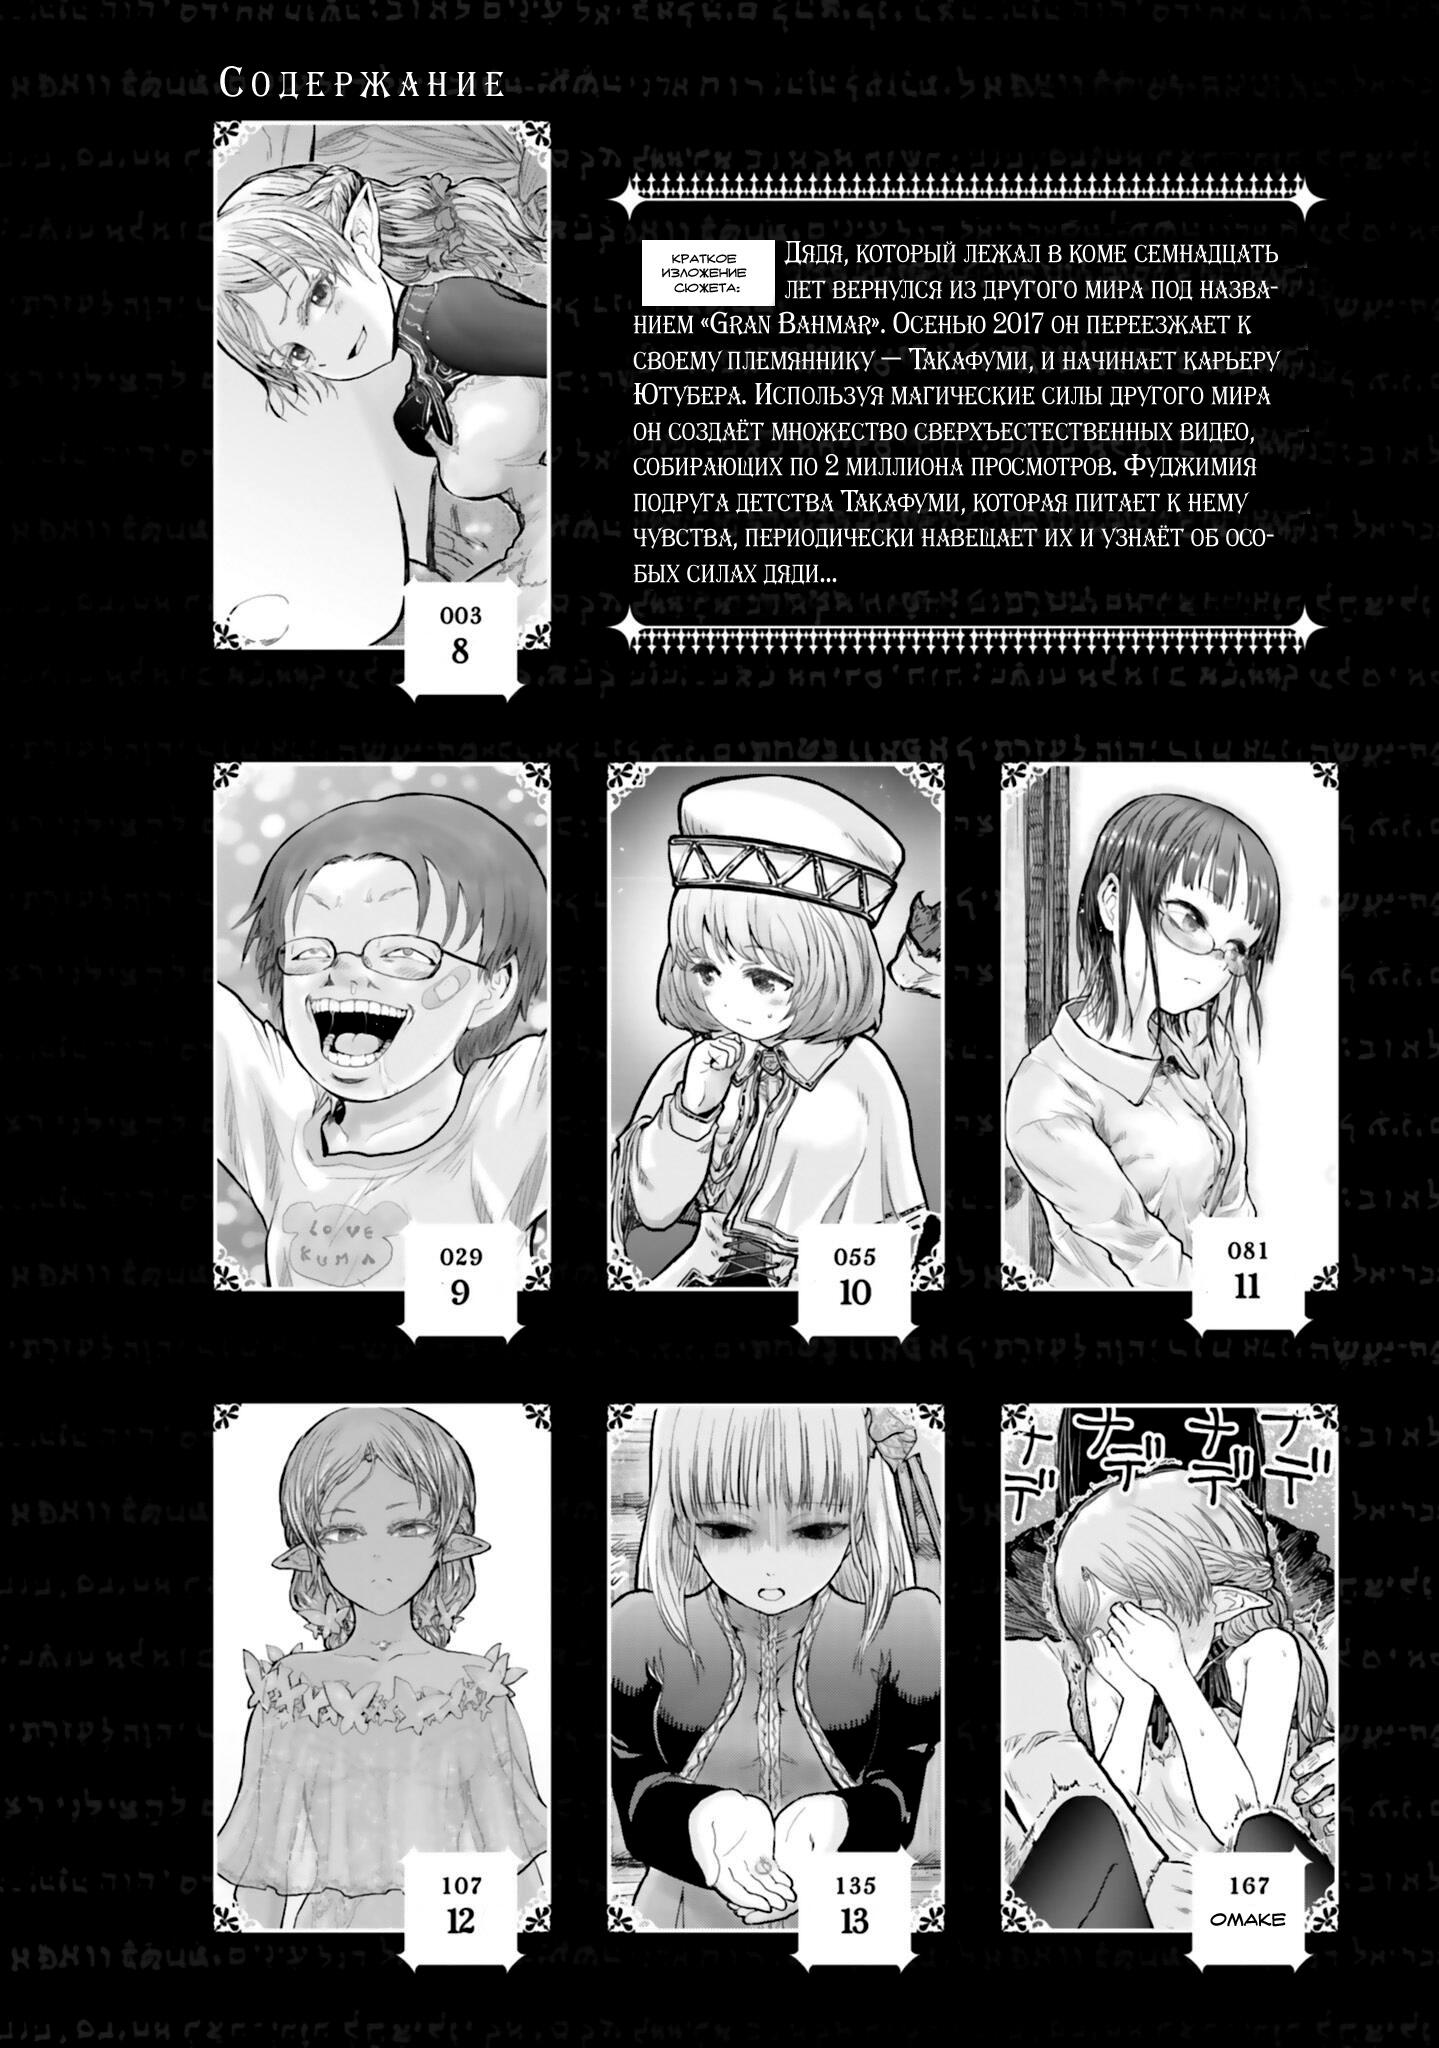 Содержание
краткое
изложение
сюжета:
Дядя, который лежал в коме семнадцать
лет вернулся из другого мира под назва-
нием «Gran Bahmar». Осенью 2017 он переезжает к
своему племяннику — Такафуми, и начинает карьеру
Ютубера. Используя магические силы другого мира
он создаёт множество сверхъестественных видео,
собирающих по 2 миллиона просмотров. Фуджимия
подруга детства Такафуми, которая питает к нему
чувства, периодически навещает их и узнаёт об осо-
бых силах дяди...
003
8
LOVE
KUMA
029
9
055
10
081
11
107
12
135
13
ナデ
ナデ
ナデ
ナデ
167
OMAKE